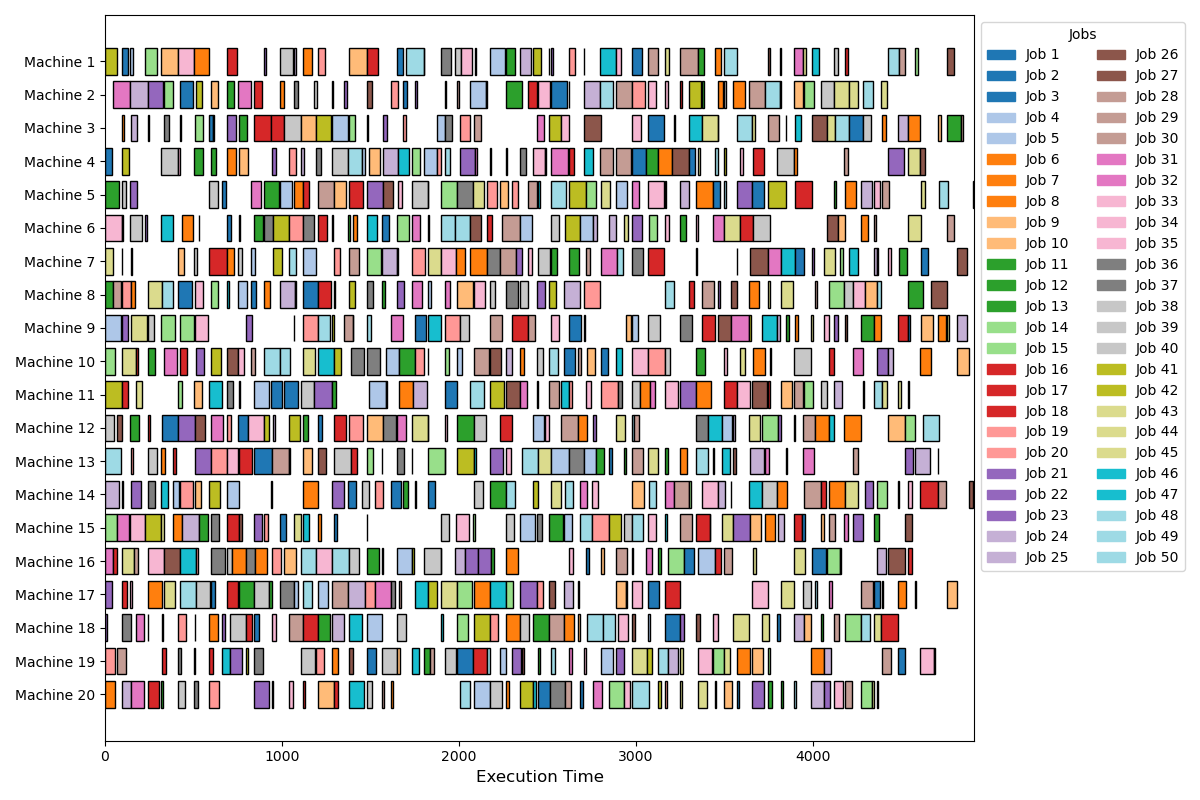 Machine 1
Machine 2
Machine 3
Machine 4
Machine 5
Machine 6
Machine 7
Machine 8
Machine 9
Machine 10
Machine 11
Machine 12
Machine 13
Machine 14
Machine 15
Machine 16
Machine 17
Machine 18
Machine 19
Machine 20
0 1000 2000 3000 4000
Execution Time
Jobs
Job 1 Job 26
Job 2 Job 27
Job 3 Job 28
Job 4 Job 29
Job 5 Job 30
Job 6 Job 31
Job 7 Job 32
Job 8 Job 33
Job 9 Job 34
Job 10 Job 35
Job 11 Job 36
Job 12 Job 37
Job 13 Job 38
Job 14 Job 39
Job 15 Job 40
Job 16 Job 41
Job 17 Job 42
Job 18 Job 43
Job 19 Job 44
Job 20 Job 45
Job 21 Job 46
Job 22 Job 47
Job 23 Job 48
Job 24 Job 49
Job 25 Job 50